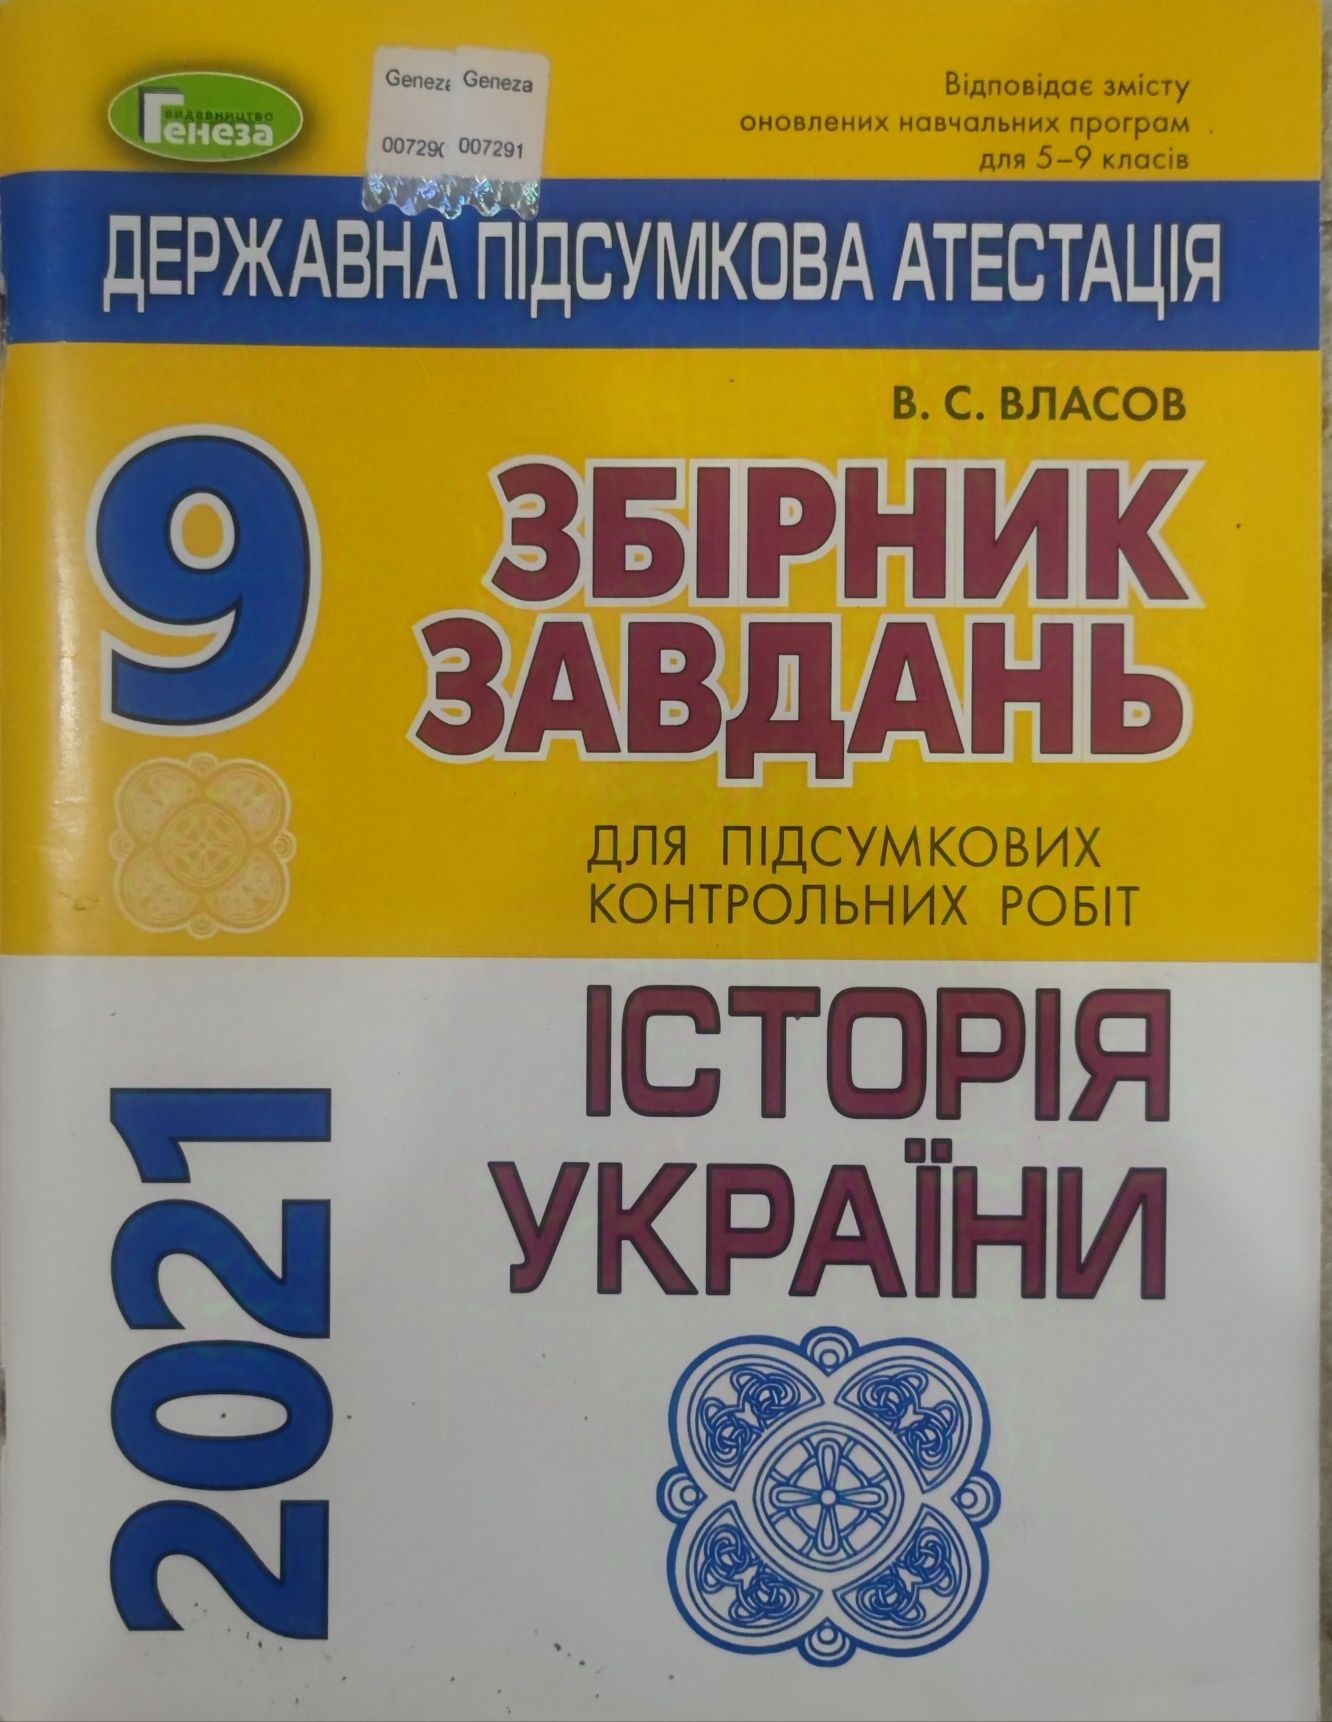 видавництво
Генеза
Geneza Geneza
007290 007291
Відповідає змісту
оновлених навчальних програм
для 5–9 класів
ДЕРЖАВНА ПІДСУМКОВА АТЕСТАЦІЯ
В. С. ВЛАСОВ
9
ЗБІРНИК
ЗАВДАНЬ
ДЛЯ ПІДСУМКОВИХ
КОНТРОЛЬНИХ РОБІТ
2021
ІСТОРІЯ
УКРАЇНИ